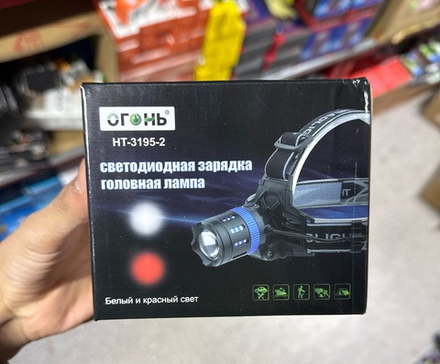 ОГОНЬ
HT-3195-2
светодиодная зарядка
головная лампа
Белый и красный свет